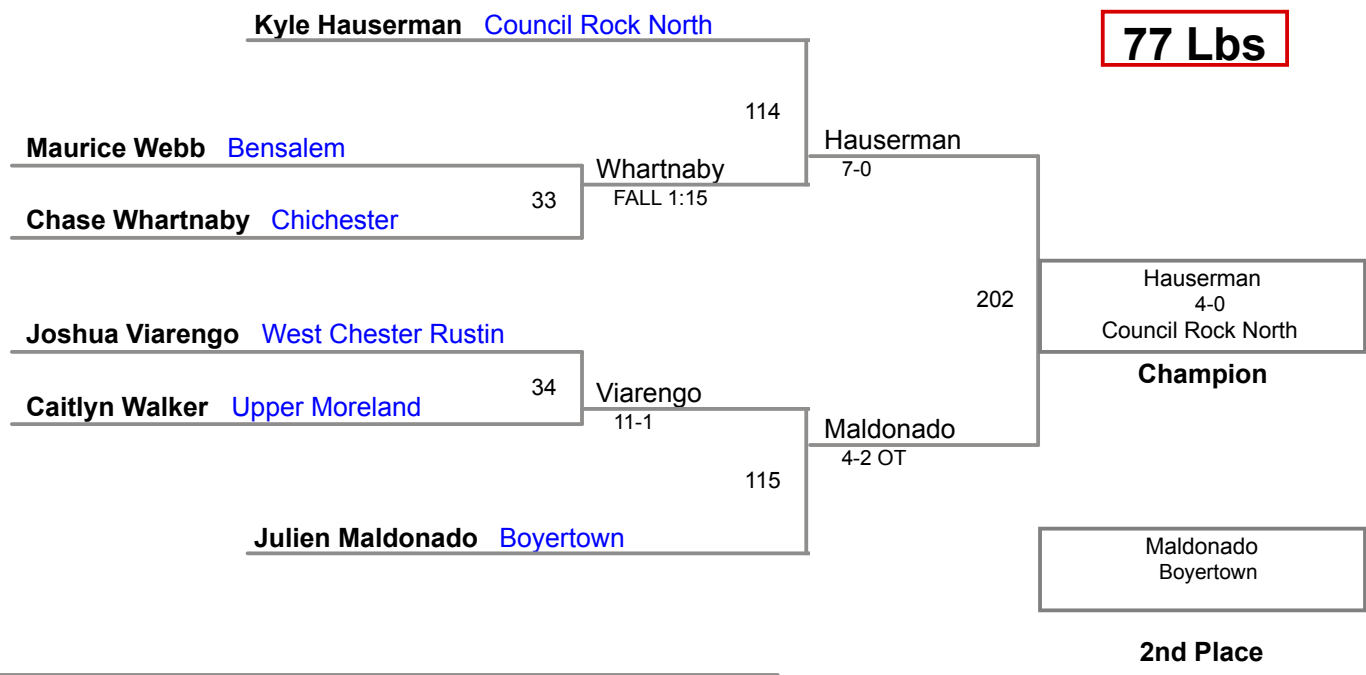 Kyle Hauserman Council Rock North
77 Lbs
114
Maurice Webb Bensalem
Hauserman
7-0
Whartnaby
FALL 1:15
33
Chase Whartnaby Chichester
202
Hauserman
4-0
Council Rock North
Champion
Joshua Viarengo West Chester Rustin
34
Viarengo
11-1
Caitlyn Walker Upper Moreland
Maldonado
4-2 OT
115
Julien Maldonado Boyertown
Maldonado
Boyertown
2nd Place